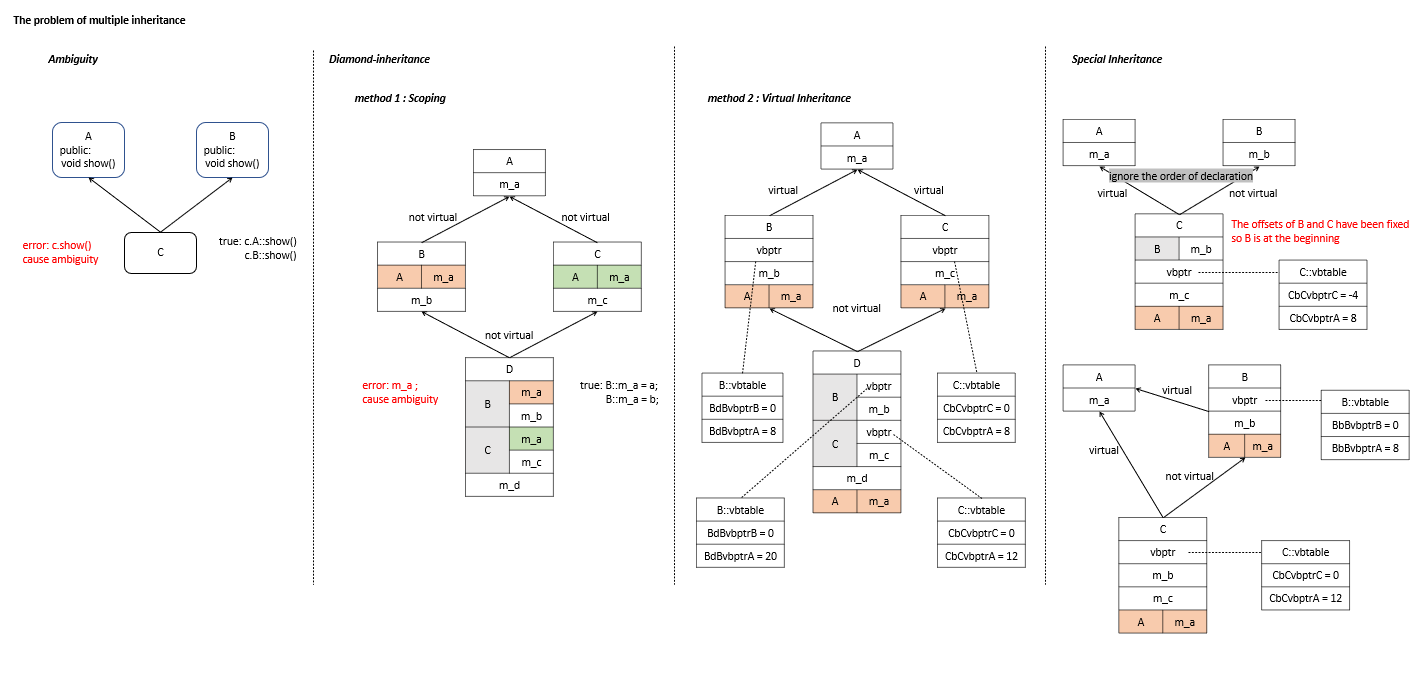 The problem of multiple inheritance
Ambiguity
A
public:
void show()
B
public:
void show()
error: c.show()
cause ambiguity
C
true: c.A::show()
c.B::show()
Diamond-inheritance
method 1 : Scoping
A
m_a
not virtual
not virtual
B
A m_a
m_b
C
A m_a
m_c
not virtual
D
B
m_a
m_b
C
m_a
m_c
m_d
error: m_a ;
cause ambiguity
true: B::m_a = a;
B::m_a = b;
method 2 : Virtual Inheritance
A
m_a
virtual
virtual
B
vbptr
m_b
A m_a
C
vbptr
m_c
A m_a
not virtual
B::vbtable
BdBvbptrB = 0
BdBvbptrA = 8
C::vbtable
CbCvbptrC = 0
CbCvbptrA = 8
D
B
vbptr
m_b
C
vbptr
m_c
m_d
A m_a
B::vbtable
BdBvbptrB = 0
BdBvbptrA = 20
C::vbtable
CbCvbptrC = 0
CbCvbptrA = 12
Special Inheritance
A
m_a
B
m_b
ignore the order of declaration
virtual
not virtual
C
B m_b
vbptr
m_c
A m_a
The offsets of B and C have been fixed
so B is at the beginning
C::vbtable
CbCvbptrC = -4
CbCvbptrA = 8
A
m_a
virtual
B
vbptr
m_b
A m_a
B::vbtable
BbBvbptrB = 0
BbBvbptrA = 8
virtual
not virtual
C
vbptr
m_b
m_c
A m_a
C::vbtable
CbCvbptrC = 0
CbCvbptrA = 12